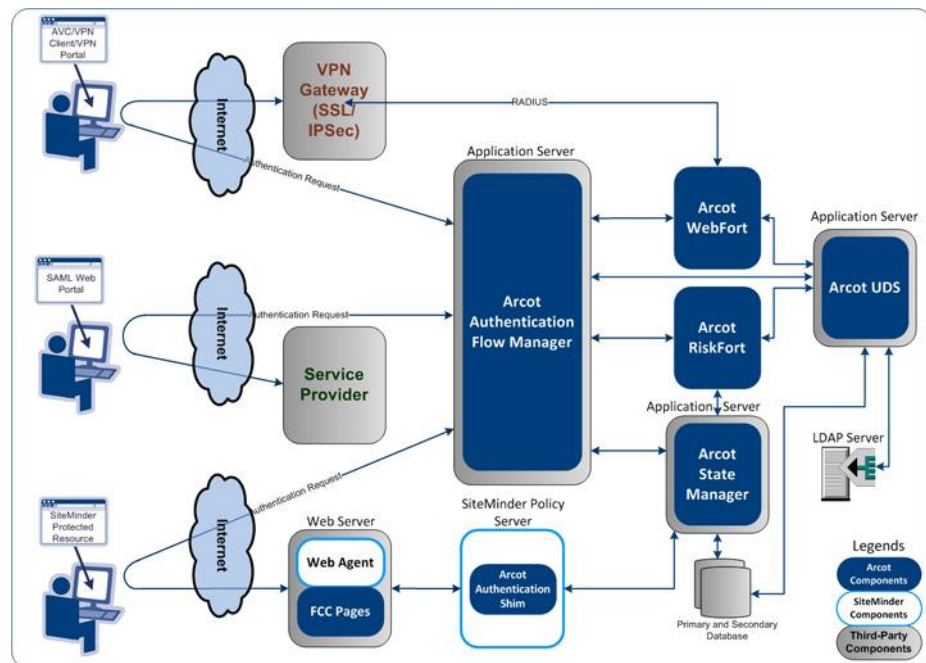 AVC/VPN
Client/VPN
Portal
Internet
VPN
Gateway
(SSL/
IPSec)
RADIUS
Authentication Request
Application Server
Arcot
Authentication
Flow Manager
Arcot
WebFort
Application Server
Arcot UDS
SAML Web
Portal
Internet
Authentication Request
Service
Provider
Arcot
RiskFort
Application Server
Arcot
State
Manager
LDAP Server
SiteMinder
Protected
Resource
Internet
Authentication Request
Web Server
Web Agent
FCC Pages
SiteMinder Policy
Server
Arcot
Authentication
Shim
Primary and Secondary
Database
Legends
Arcot
Components
SiteMinder
Components
Third-Party
Components